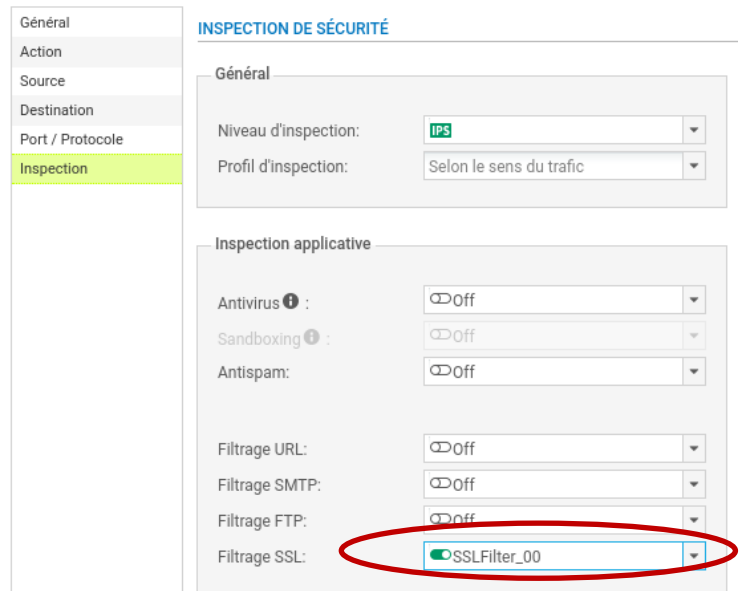 Général
Action
Source
Destination
Port / Protocole
Inspection
INSPECTION DE SÉCURITÉ
Général
Niveau d'inspection: IPS
Profil d'inspection: Selon le sens du trafic
Inspection applicative
Antivirus : Off
Sandboxing : Off
Antispam: Off
Filtrage URL: Off
Filtrage SMTP: Off
Filtrage FTP: Off
Filtrage SSL: SSLFilter_00